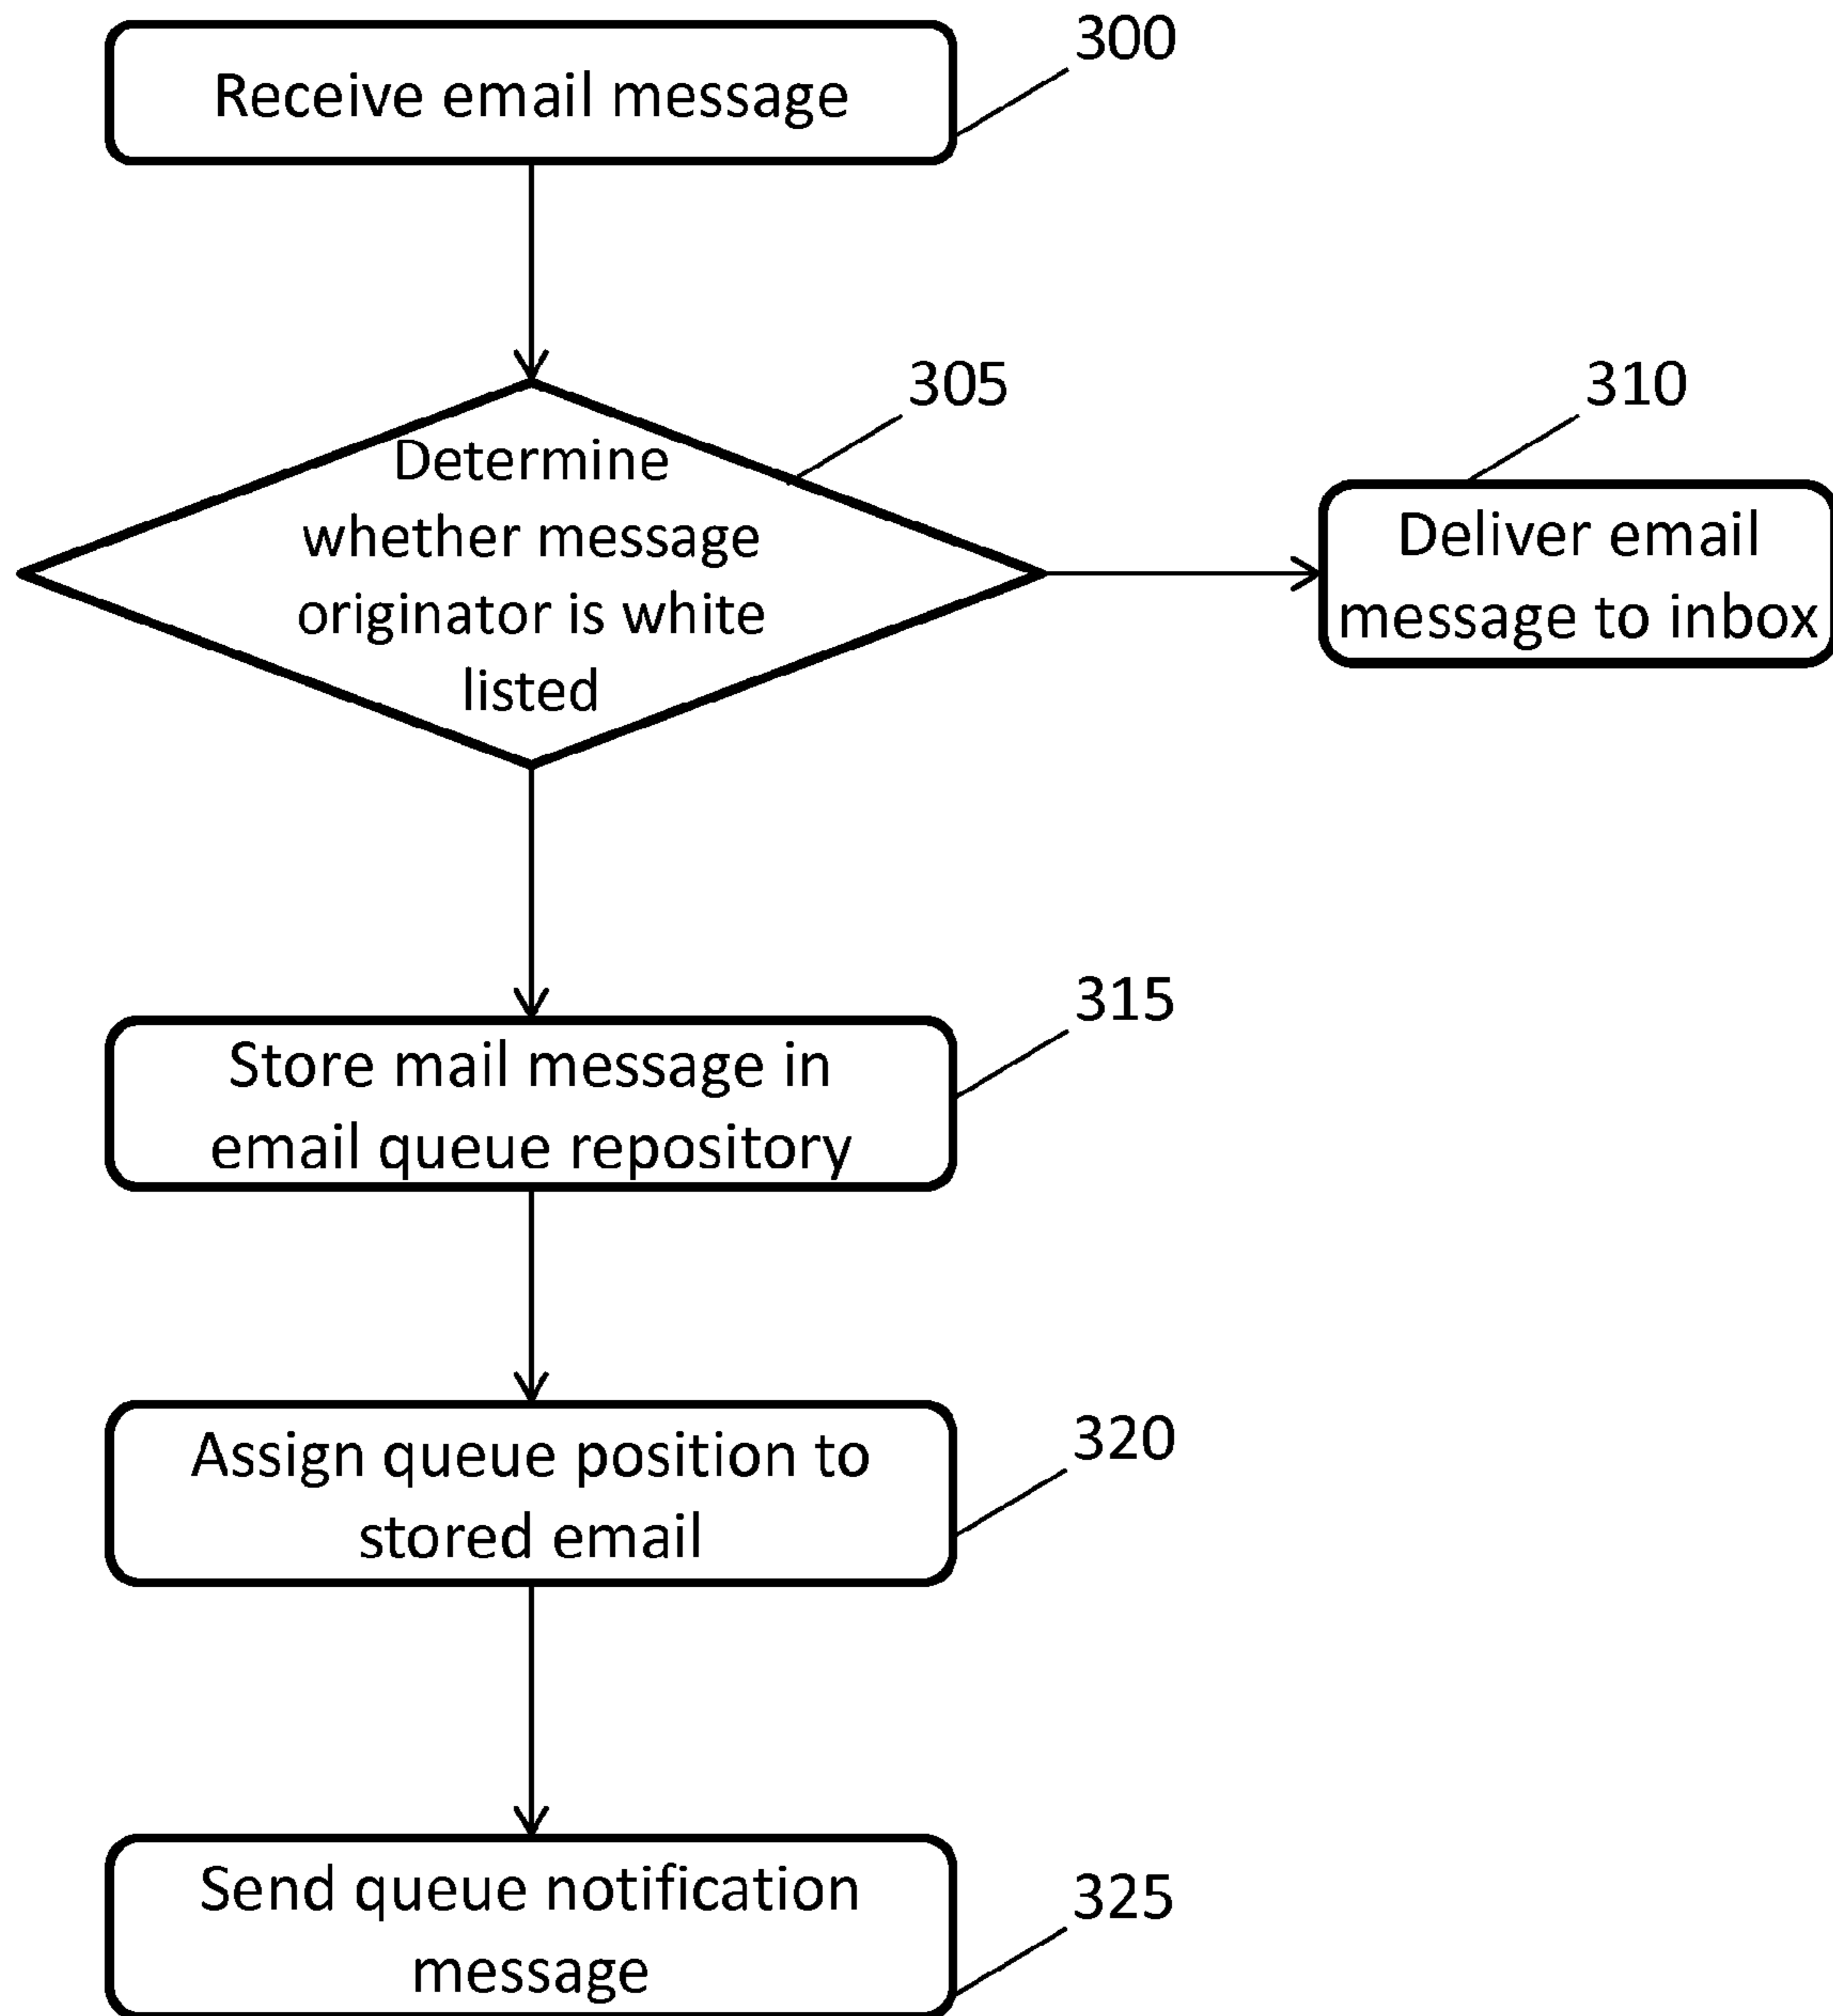 300
Receive email message
305
Determine
whether message
originator is white
listed
310
Deliver email
message to inbox
315
Store mail message in
email queue repository
320
Assign queue position to
stored email
325
Send queue notification
message